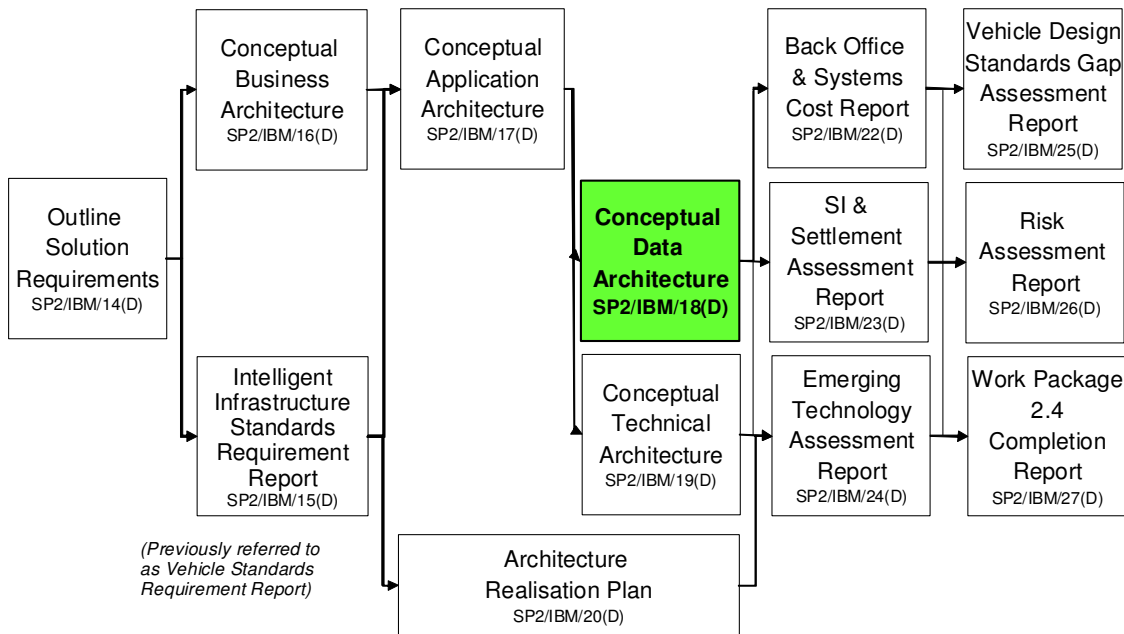 Outline
Solution
Requirements
SP2/IBM/14(D)
Conceptual
Business
Architecture
SP2/IBM/16(D)
Intelligent
Infrastructure
Standards
Requirement
Report
SP2/IBM/15(D)
(Previously referred to
as Vehicle Standards
Requirement Report)
Conceptual
Application
Architecture
SP2/IBM/17(D)
Conceptual
Data
Architecture
SP2/IBM/18(D)
Conceptual
Technical
Architecture
SP2/IBM/19(D)
Architecture
Realisation Plan
SP2/IBM/20(D)
Back Office
& Systems
Cost Report
SP2/IBM/22(D)
SI &
Settlement
Assessment
Report
SP2/IBM/23(D)
Emerging
Technology
Assessment
Report
SP2/IBM/24(D)
Vehicle Design
Standards Gap
Assessment
Report
SP2/IBM/25(D)
Risk
Assessment
Report
SP2/IBM/26(D)
Work Package
2.4
Completion
Report
SP2/IBM/27(D)